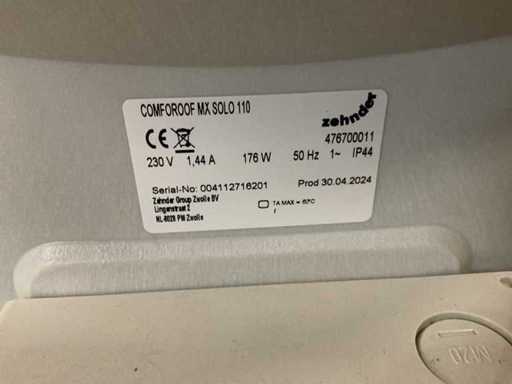 COMFOROOF MX SOLO 110
zehnder
476700011
CE
230 V 1,44 A 176 W 50 Hz 1~ IP44
Serial-No: 004112716201 Prod 30.04.2024
Zehnder Group Zwolle BV
Lingenstraat 2
NL-8028 PM Zwolle
TA MAX = 60°C
M20